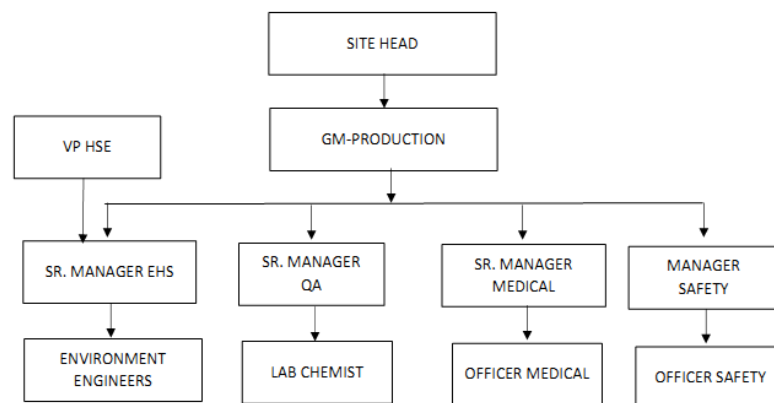 SITE HEAD
GM-PRODUCTION
VP HSE
SR. MANAGER EHS
SR. MANAGER
QA
SR. MANAGER
MEDICAL
MANAGER
SAFETY
ENVIRONMENT
ENGINEERS
LAB CHEMIST
OFFICER MEDICAL
OFFICER SAFETY